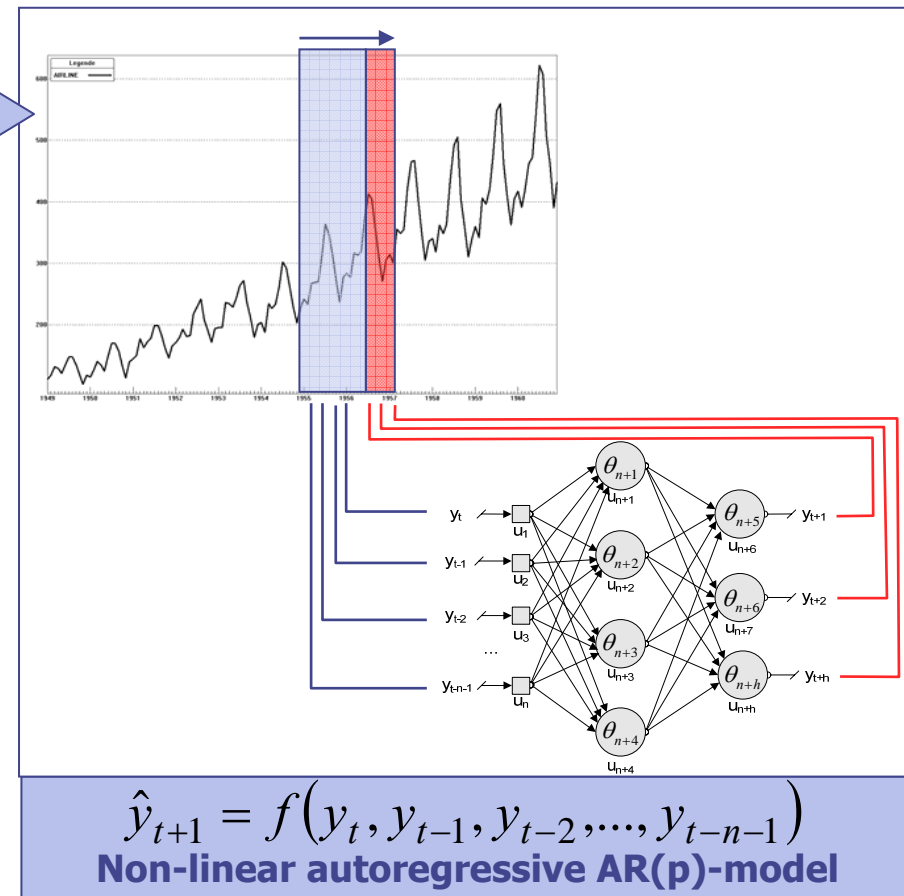 Legende
AIRLINE
600
500
400
300
200
1949 1950 1951 1952 1953 1954 1955 1956 1957 1958 1959 1960
θn+1
un+1
yt u1 θn+5 yt+1
un+6
θn+2
yt-1 u2 un+2
θn+6 yt+2
yt-2 u3 un+7
θn+3
... un+3
yt-n-1 un θn+h yt+h
un+h
θn+4
un+4
ŷt+1 = f(yt, yt−1, yt−2,..., yt−n−1)
Non-linear autoregressive AR(p)-model